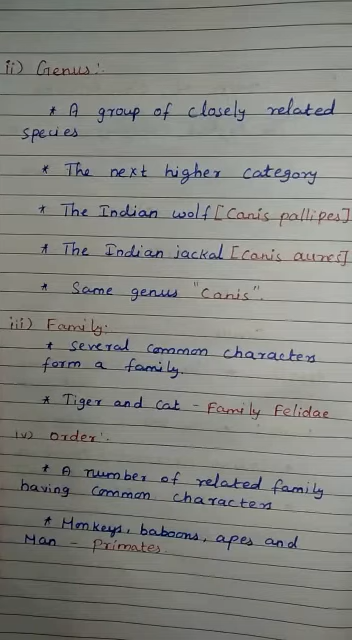 ii) Genus:
* A group of closely related
species
* The next higher category
* The Indian wolf [Canis pallipes]
* The Indian jackal [Canis aures]
* Same genus "Canis".
iii) Family:
* Several common characters
form a family.
* Tiger and Cat - Family Felidae
iv) Order:
* A number of related family
having common characters
* Monkeys, baboons, apes and
Man - Primates